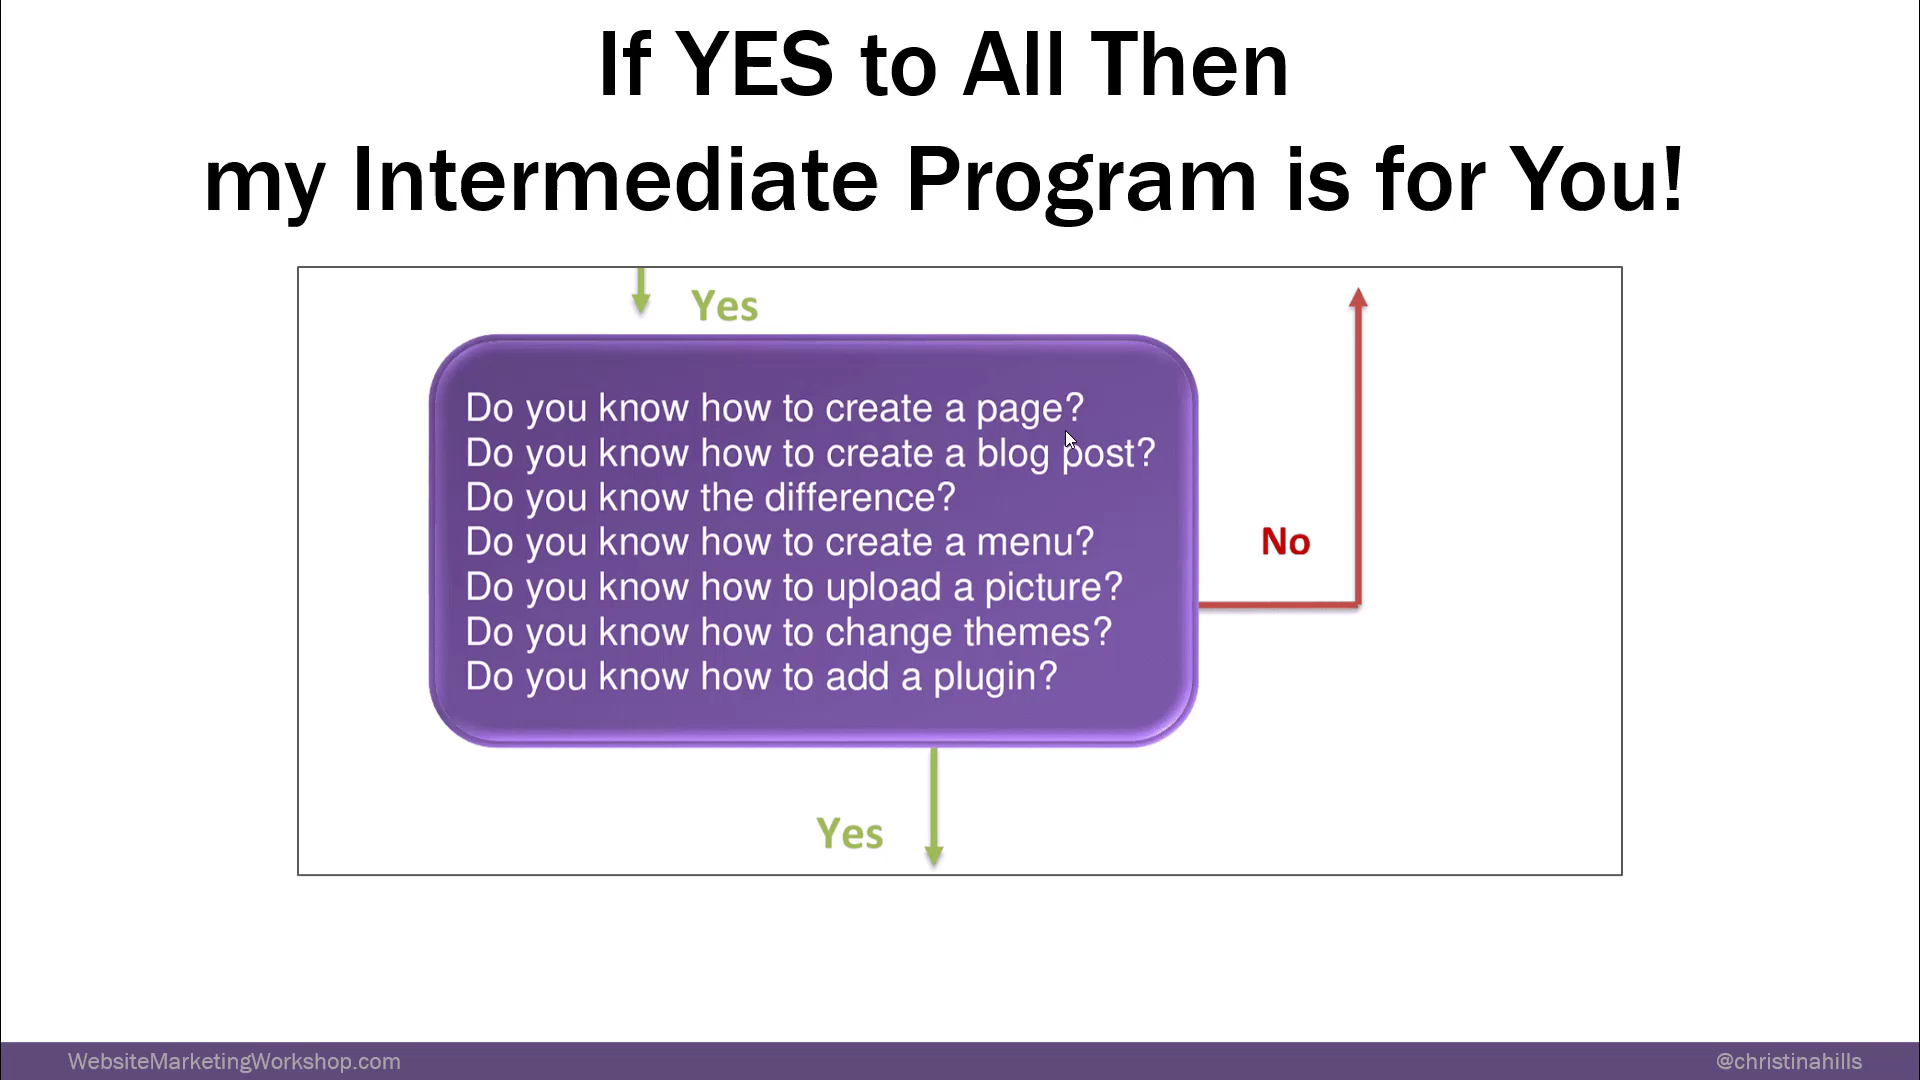 If YES to All Then
my Intermediate Program is for You!
Yes
Do you know how to create a page?
Do you know how to create a blog post?
Do you know the difference?
Do you know how to create a menu?
Do you know how to upload a picture?
Do you know how to change themes?
Do you know how to add a plugin?
No
Yes
WebsiteMarketingWorkshop.com
@christinahills